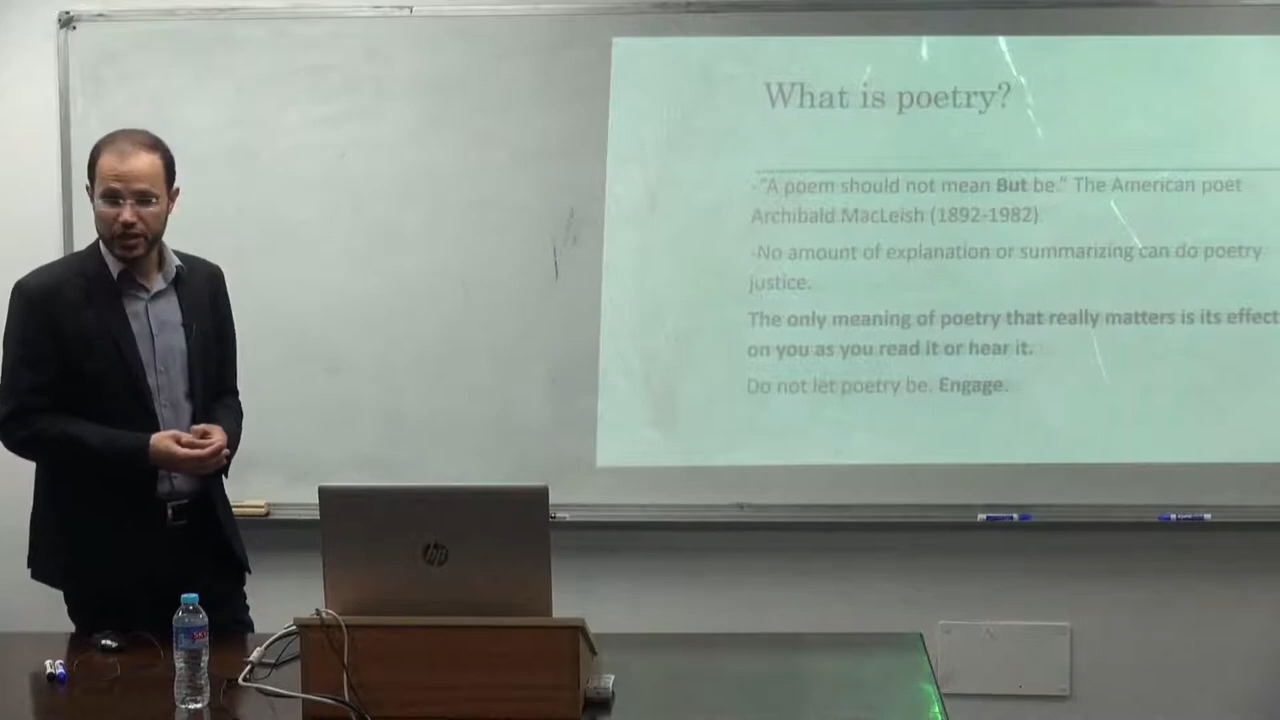 What is poetry?
-"A poem should not mean But be." The American poet
Archibald MacLeish (1892-1982)
-No amount of explanation or summarizing can do poetry
justice.
The only meaning of poetry that really matters is its effect
on you as you read it or hear it.
Do not let poetry be. Engage.
hp
SKY